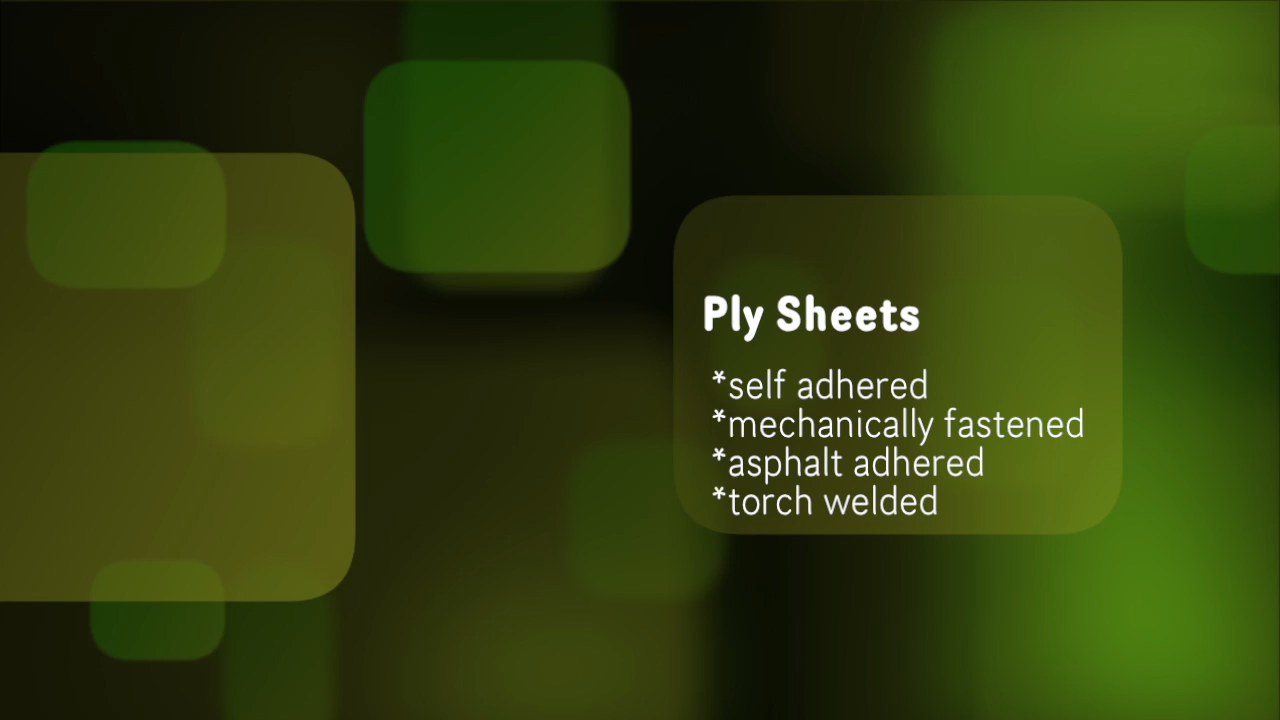 Ply Sheets
*self adhered
*mechanically fastened
*asphalt adhered
*torch welded